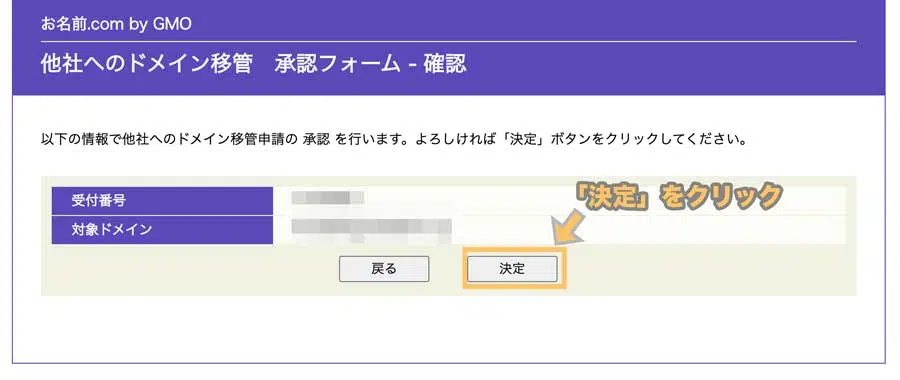 お名前.com by GMO
他社へのドメイン移管　承認フォーム - 確認
以下の情報で他社へのドメイン移管申請の 承認 を行います。よろしければ「決定」ボタンをクリックしてください。
受付番号
「決定」をクリック
対象ドメイン
戻る
決定